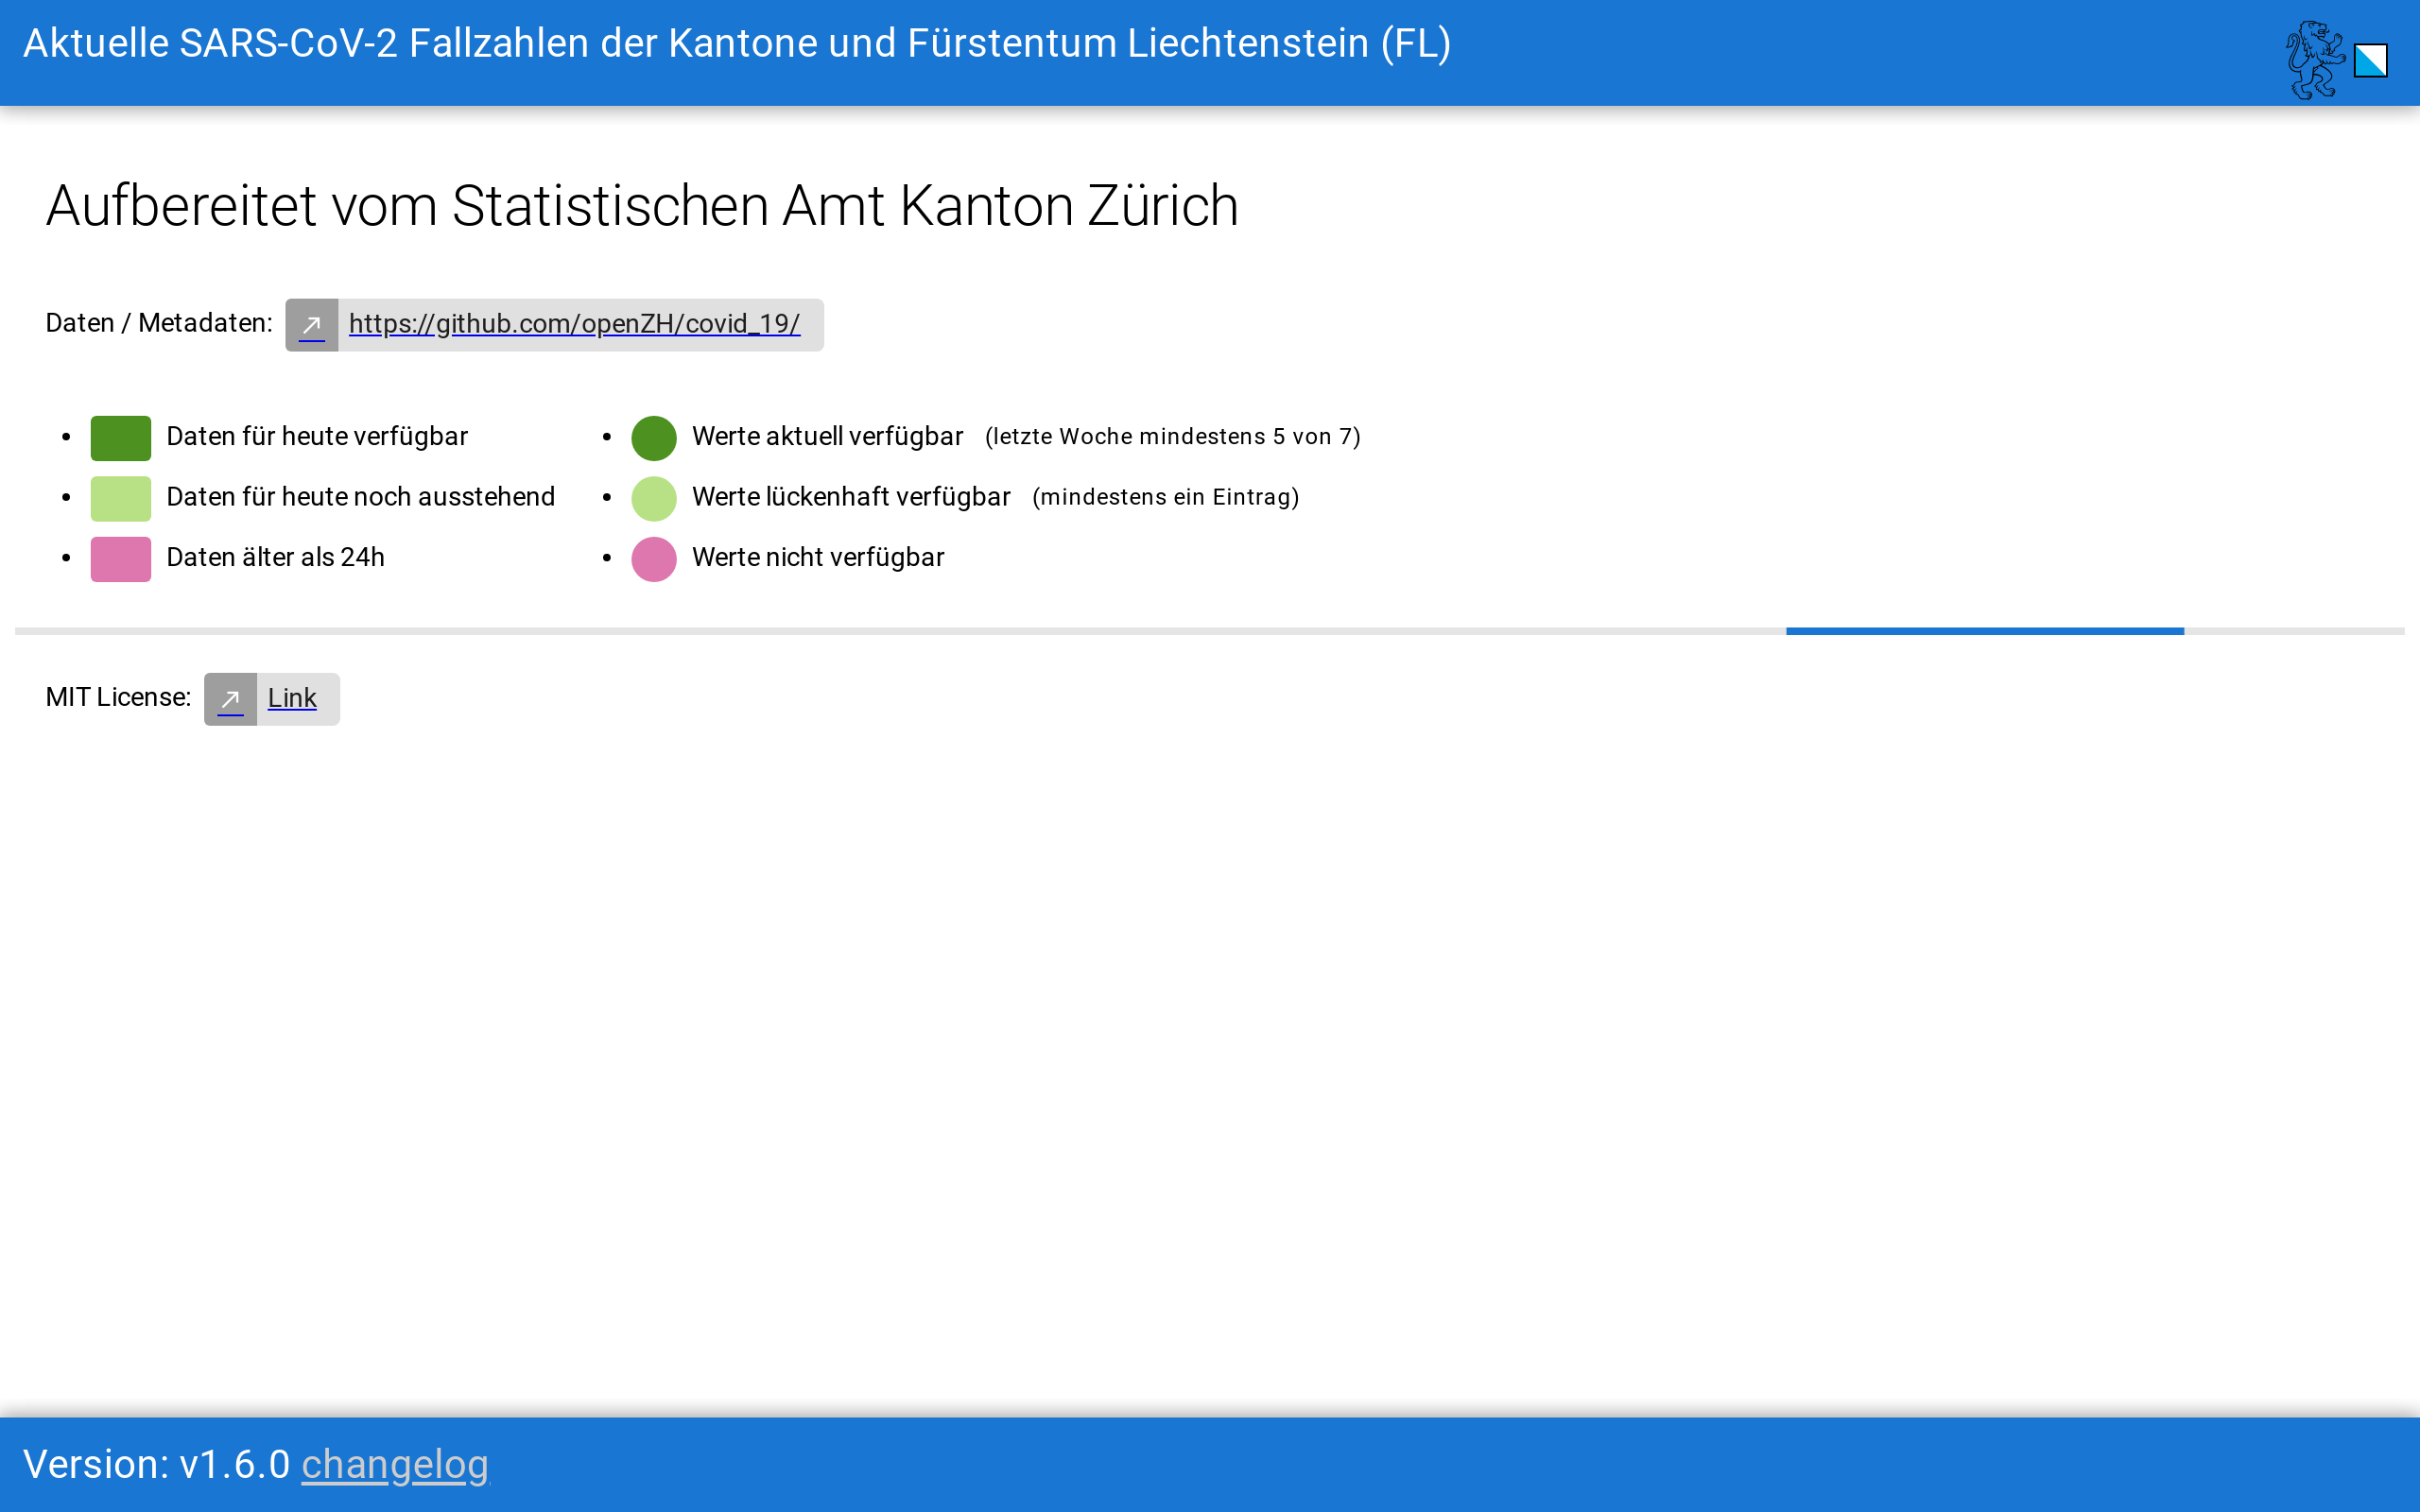 Aktuelle SARS-CoV-2 Fallzahlen der Kantone und Fürstentum Liechtenstein (FL)
Aufbereitet vom Statistischen Amt Kanton Zürich
Daten / Metadaten: https://github.com/openZH/covid_19/
Daten für heute verfügbar
Daten für heute noch ausstehend
Daten älter als 24h
Werte aktuell verfügbar (letzte Woche mindestens 5 von 7)
Werte lückenhaft verfügbar (mindestens ein Eintrag)
Werte nicht verfügbar
MIT License: Link
Version: v1.6.0 changelog